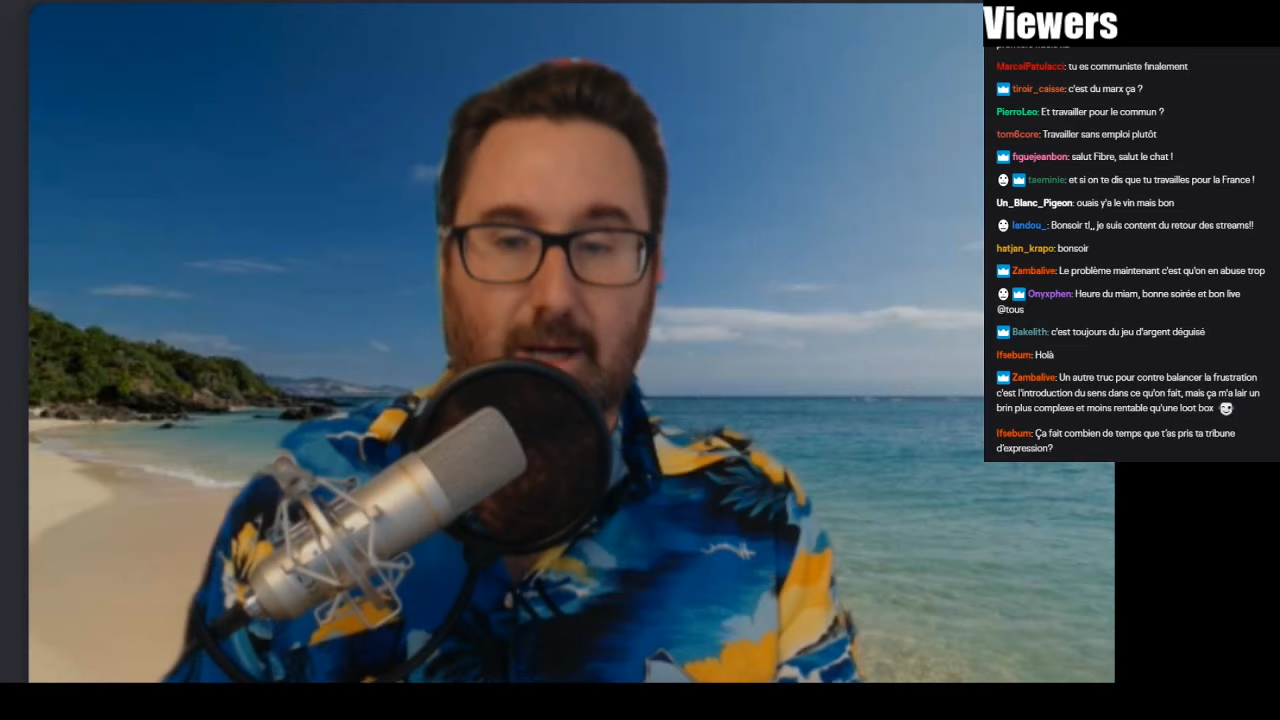 Viewers
MarcelPatulacci: tu es communiste finalement
tiroir_caisse: c'est du marx ça ?
PierroLeo: Et travailler pour le commun ?
tom6core: Travailler sans emploi plutôt
figuejeanbon: salut Fibre, salut le chat !
taeminie: et si on te dis que tu travailles pour la France !
Un_Blanc_Pigeon: ouais y'a le vin mais bon
landou_: Bonsoir tl,, je suis content du retour des streams!!
hatjan_krapo: bonsoir
Zambalive: Le problème maintenant c'est qu'on en abuse trop
Onyxphen: Heure du miam, bonne soirée et bon live
@tous
Bakelith: c'est toujours du jeu d'argent déguisé
Ifsebum: Holà
Zambalive: Un autre truc pour contre balancer la frustration
c'est l'introduction du sens dans ce qu'on fait, mais ça m'a lair un
brin plus complexe et moins rentable qu'une loot box
Ifsebum: Ça fait combien de temps que t'as pris ta tribune
d'expression?